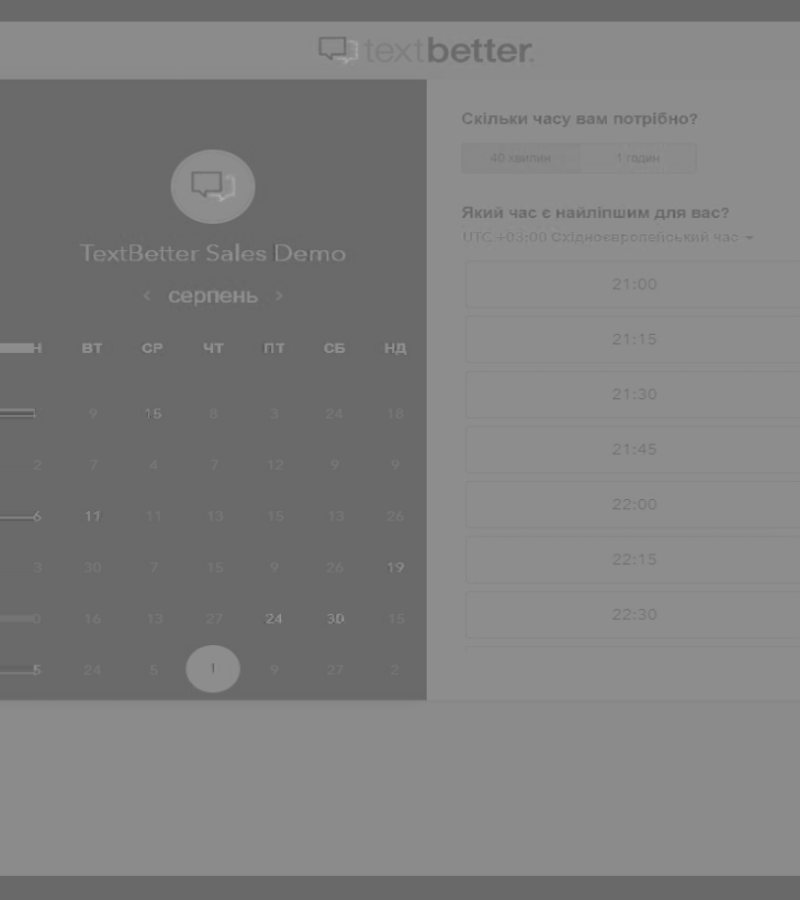 textbetter.
TextBetter Sales Demo
‹ серпень ›
Н ВТ СР ЧТ ПТ СБ НД
9 15 8 3 24 18
2 7 4 7 12 9 9
6 11 11 13 15 13 26
3 30 7 15 9 26 19
0 16 13 27 24 30 15
5 24 5 1 9 27 2
Скільки часу вам потрібно?
40 хвилин 1 годин
Який час є найліпшим для вас?
UTC +03:00 Східноєвропейський час
21:00
21:15
21:30
21:45
22:00
22:15
22:30